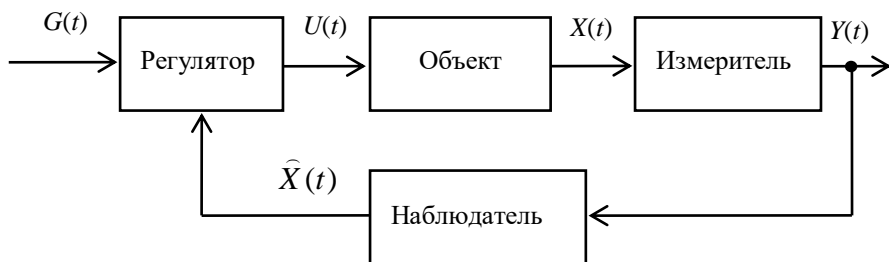 G(t)
U(t)
X(t)
Y(t)
Регулятор
Объект
Измеритель
X̂(t)
Наблюдатель